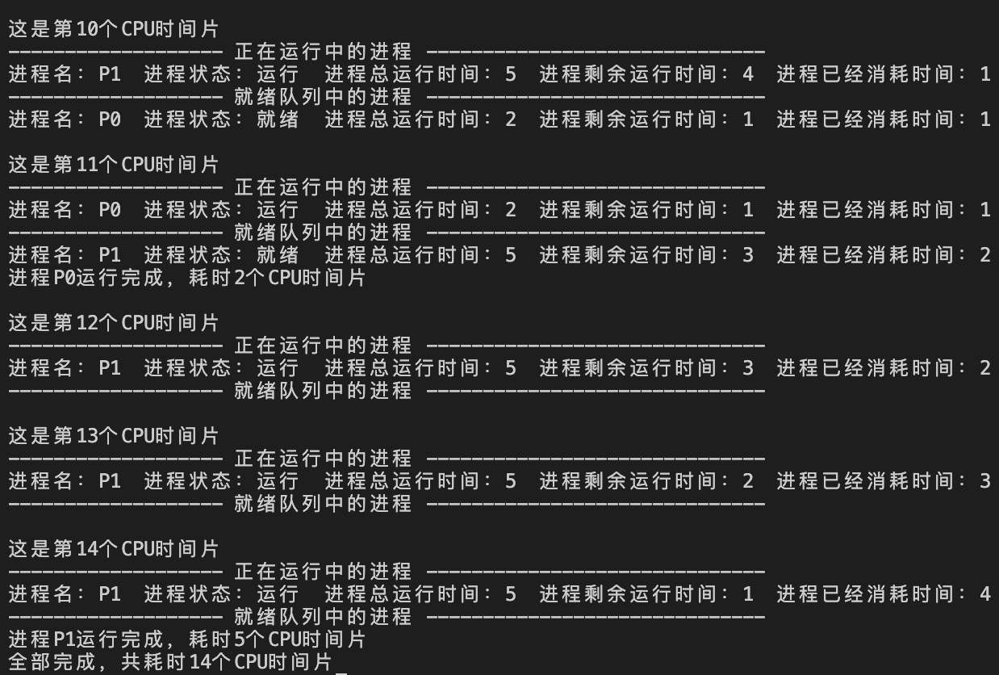 这是第10个CPU时间片
------------------- 正在运行中的进程 ------------------------------
进程名：P1  进程状态：运行  进程总运行时间：5  进程剩余运行时间：4  进程已经消耗时间：1
------------------- 就绪队列中的进程 ------------------------------
进程名：P0  进程状态：就绪  进程总运行时间：2  进程剩余运行时间：1  进程已经消耗时间：1
这是第11个CPU时间片
------------------- 正在运行中的进程 ------------------------------
进程名：P0  进程状态：运行  进程总运行时间：2  进程剩余运行时间：1  进程已经消耗时间：1
------------------- 就绪队列中的进程 ------------------------------
进程名：P1  进程状态：就绪  进程总运行时间：5  进程剩余运行时间：3  进程已经消耗时间：2
进程P0运行完成，耗时2个CPU时间片
这是第12个CPU时间片
------------------- 正在运行中的进程 ------------------------------
进程名：P1  进程状态：运行  进程总运行时间：5  进程剩余运行时间：3  进程已经消耗时间：2
------------------- 就绪队列中的进程 ------------------------------
这是第13个CPU时间片
------------------- 正在运行中的进程 ------------------------------
进程名：P1  进程状态：运行  进程总运行时间：5  进程剩余运行时间：2  进程已经消耗时间：3
------------------- 就绪队列中的进程 ------------------------------
这是第14个CPU时间片
------------------- 正在运行中的进程 ------------------------------
进程名：P1  进程状态：运行  进程总运行时间：5  进程剩余运行时间：1  进程已经消耗时间：4
------------------- 就绪队列中的进程 ------------------------------
进程P1运行完成，耗时5个CPU时间片
全部完成，共耗时14个CPU时间片